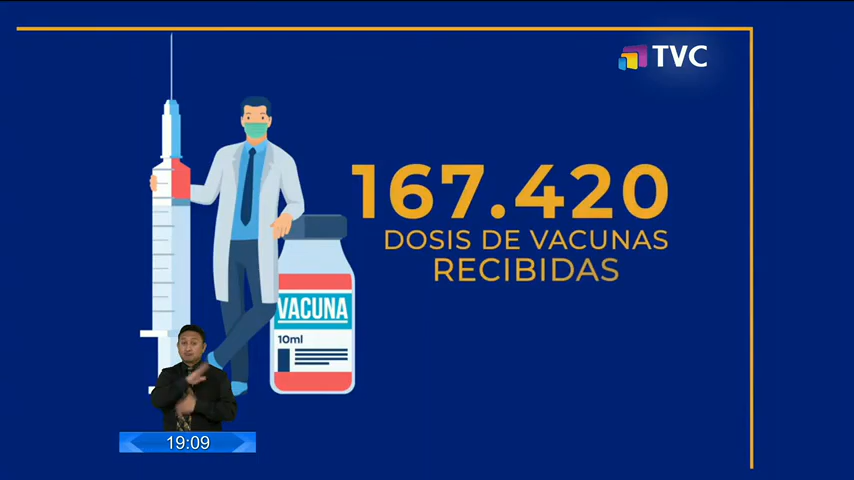 TVC
167.420
DOSIS DE VACUNAS
RECIBIDAS
VACUNA
10ml
19:09